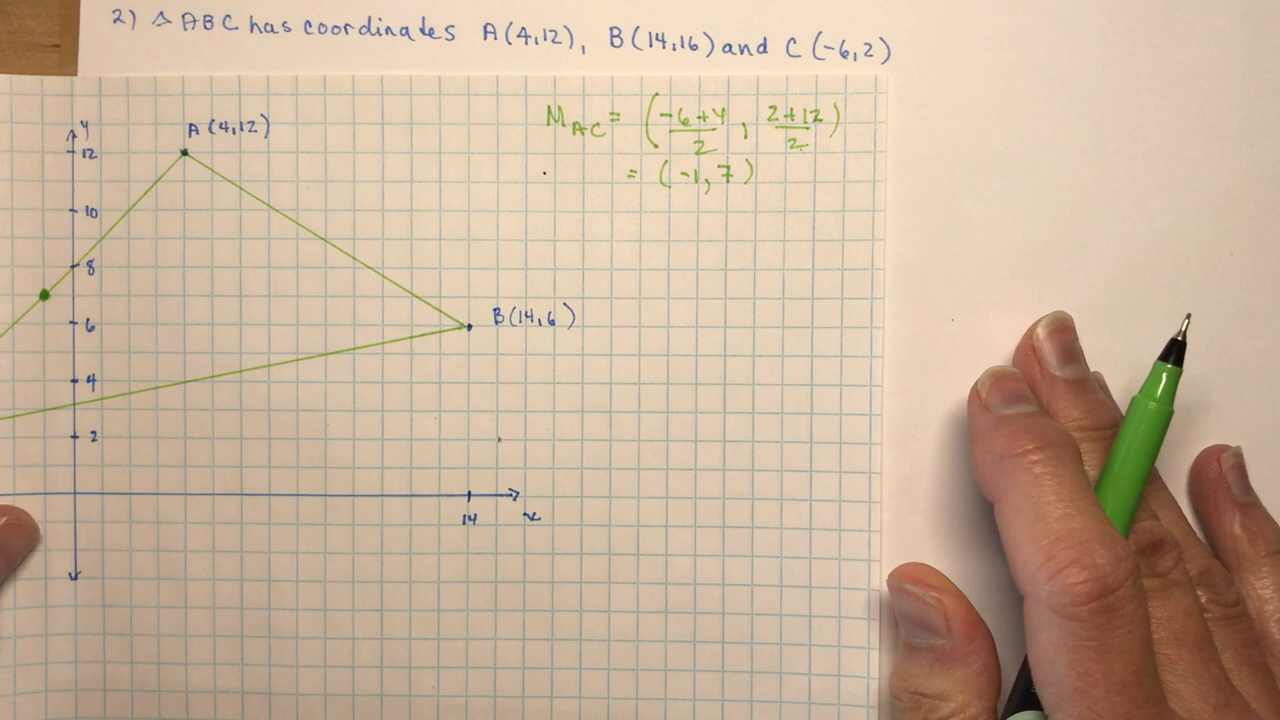 2) △ABC has coordinates A(4,12), B(14,16) and C(-6,2)
M_AC = (-6+4/2, 2+12/2)
= (-1,7)
y
A(4,12)
12
10
8
6
B(14,6)
4
2
14
x